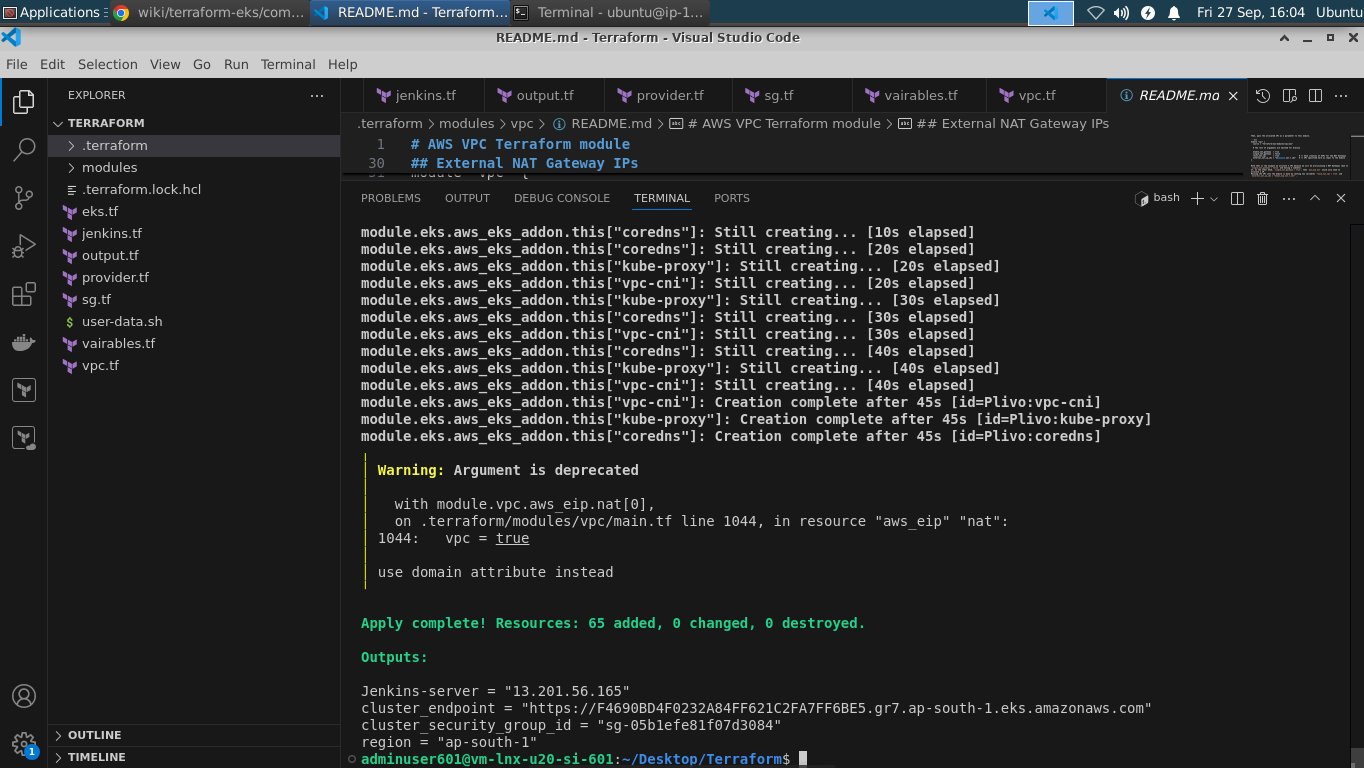 Applications
wiki/terraform-eks/com...
README.md - Terraform...
Terminal - ubuntu@ip-1...
Fri 27 Sep, 16:04 Ubuntu
README.md - Terraform - Visual Studio Code
File Edit Selection View Go Run Terminal Help
EXPLORER
TERRAFORM
.terraform
modules
.terraform.lock.hcl
eks.tf
jenkins.tf
output.tf
provider.tf
sg.tf
user-data.sh
vairables.tf
vpc.tf
OUTLINE
TIMELINE
1
jenkins.tf output.tf provider.tf sg.tf vairables.tf vpc.tf README.md
.terraform > modules > vpc > README.md > # AWS VPC Terraform module > ## External NAT Gateway IPs
1 # AWS VPC Terraform module
30 ## External NAT Gateway IPs
PROBLEMS OUTPUT DEBUG CONSOLE TERMINAL PORTS
bash
module.eks.aws_eks_addon.this["coredns"]: Still creating... [10s elapsed]
module.eks.aws_eks_addon.this["coredns"]: Still creating... [20s elapsed]
module.eks.aws_eks_addon.this["kube-proxy"]: Still creating... [20s elapsed]
module.eks.aws_eks_addon.this["vpc-cni"]: Still creating... [20s elapsed]
module.eks.aws_eks_addon.this["kube-proxy"]: Still creating... [30s elapsed]
module.eks.aws_eks_addon.this["coredns"]: Still creating... [30s elapsed]
module.eks.aws_eks_addon.this["vpc-cni"]: Still creating... [30s elapsed]
module.eks.aws_eks_addon.this["coredns"]: Still creating... [40s elapsed]
module.eks.aws_eks_addon.this["kube-proxy"]: Still creating... [40s elapsed]
module.eks.aws_eks_addon.this["vpc-cni"]: Still creating... [40s elapsed]
module.eks.aws_eks_addon.this["vpc-cni"]: Creation complete after 45s [id=Plivo:vpc-cni]
module.eks.aws_eks_addon.this["kube-proxy"]: Creation complete after 45s [id=Plivo:kube-proxy]
module.eks.aws_eks_addon.this["coredns"]: Creation complete after 45s [id=Plivo:coredns]
Warning: Argument is deprecated
with module.vpc.aws_eip.nat[0],
on .terraform/modules/vpc/main.tf line 1044, in resource "aws_eip" "nat":
1044: vpc = true
use domain attribute instead
Apply complete! Resources: 65 added, 0 changed, 0 destroyed.
Outputs:
Jenkins-server = "13.201.56.165"
cluster_endpoint = "https://F4690BD4F0232A84FF621C2FA7FF6BE5.gr7.ap-south-1.eks.amazonaws.com"
cluster_security_group_id = "sg-05b1efe81f07d3084"
region = "ap-south-1"
adminuser601@vm-lnx-u20-si-601:~/Desktop/Terraform$